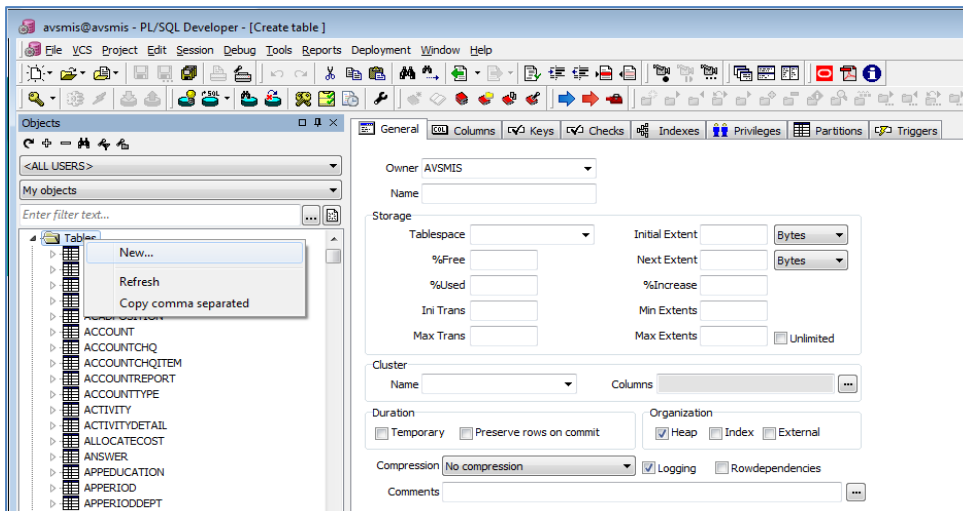 avsmis@avsmis - PL/SQL Developer - [Create table ]
File VCS Project Edit Session Debug Tools Reports Deployment Window Help
SQL
Objects
<ALL USERS>
My objects
Enter filter text...
...
Tables
New...
Refresh
Copy comma separated
ACCOUNT
ACCOUNTCHQ
ACCOUNTCHQITEM
ACCOUNTREPORT
ACCOUNTTYPE
ACTIVITY
ACTIVITYDETAIL
ALLOCATECOST
ANSWER
APPEDUCATION
APPERIOD
APPERIODDEPT
General COL Columns Keys Checks Indexes Privileges Partitions Triggers
Owner AVSMIS
Name
Storage
Tablespace Initial Extent Bytes
%Free Next Extent Bytes
%Used %Increase
Ini Trans Min Extents
Max Trans Max Extents Unlimited
Cluster
Name Columns ...
Duration Organization
Temporary Preserve rows on commit Heap Index External
Compression No compression Logging Rowdependencies
Comments ...